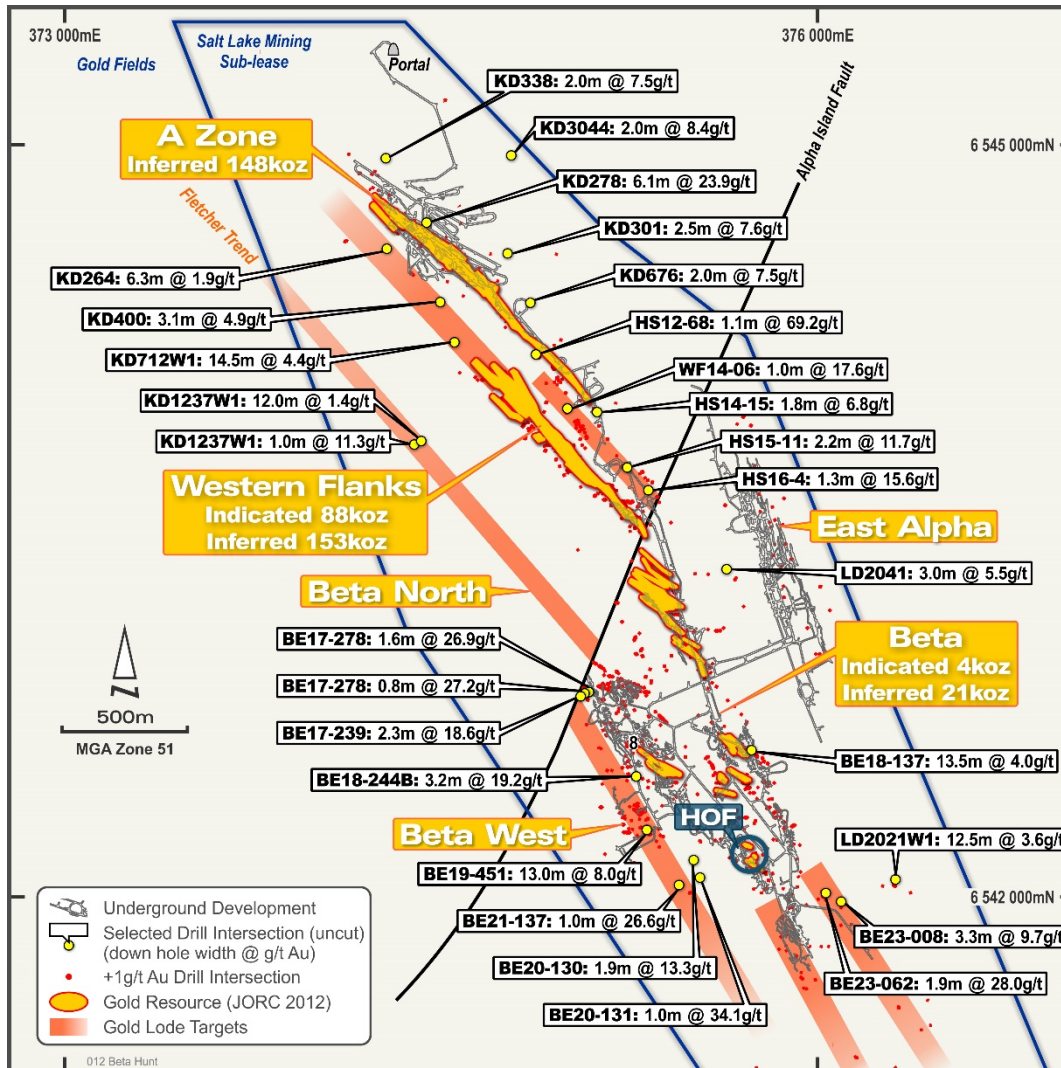 373 000mE
376 000mE
Gold Fields
Salt Lake Mining
Sub-lease
Portal
KD338: 2.0m @ 7.5g/t
Alpha Island Fault
KD3044: 2.0m @ 8.4g/t
6 545 000mN
A Zone
Inferred 148koz
KD278: 6.1m @ 23.9g/t
Fletcher Trend
KD301: 2.5m @ 7.6g/t
KD264: 6.3m @ 1.9g/t
KD676: 2.0m @ 7.5g/t
KD400: 3.1m @ 4.9g/t
HS12-68: 1.1m @ 69.2g/t
KD712W1: 14.5m @ 4.4g/t
WF14-06: 1.0m @ 17.6g/t
KD1237W1: 12.0m @ 1.4g/t
HS14-15: 1.8m @ 6.8g/t
KD1237W1: 1.0m @ 11.3g/t
HS15-11: 2.2m @ 11.7g/t
HS16-4: 1.3m @ 15.6g/t
Western Flanks
Indicated 88koz
Inferred 153koz
East Alpha
LD2041: 3.0m @ 5.5g/t
Beta North
BE17-278: 1.6m @ 26.9g/t
Beta
Indicated 4koz
Inferred 21koz
N
500m
MGA Zone 51
BE17-278: 0.8m @ 27.2g/t
BE17-239: 2.3m @ 18.6g/t
8
BE18-137: 13.5m @ 4.0g/t
BE18-244B: 3.2m @ 19.2g/t
HOF
Beta West
LD2021W1: 12.5m @ 3.6g/t
BE19-451: 13.0m @ 8.0g/t
6 542 000mN
BE21-137: 1.0m @ 26.6g/t
BE23-008: 3.3m @ 9.7g/t
BE20-130: 1.9m @ 13.3g/t
BE23-062: 1.9m @ 28.0g/t
BE20-131: 1.0m @ 34.1g/t
Underground Development
Selected Drill Intersection (uncut)
(down hole width @ g/t Au)
+1g/t Au Drill Intersection
Gold Resource (JORC 2012)
Gold Lode Targets
012 Beta Hunt